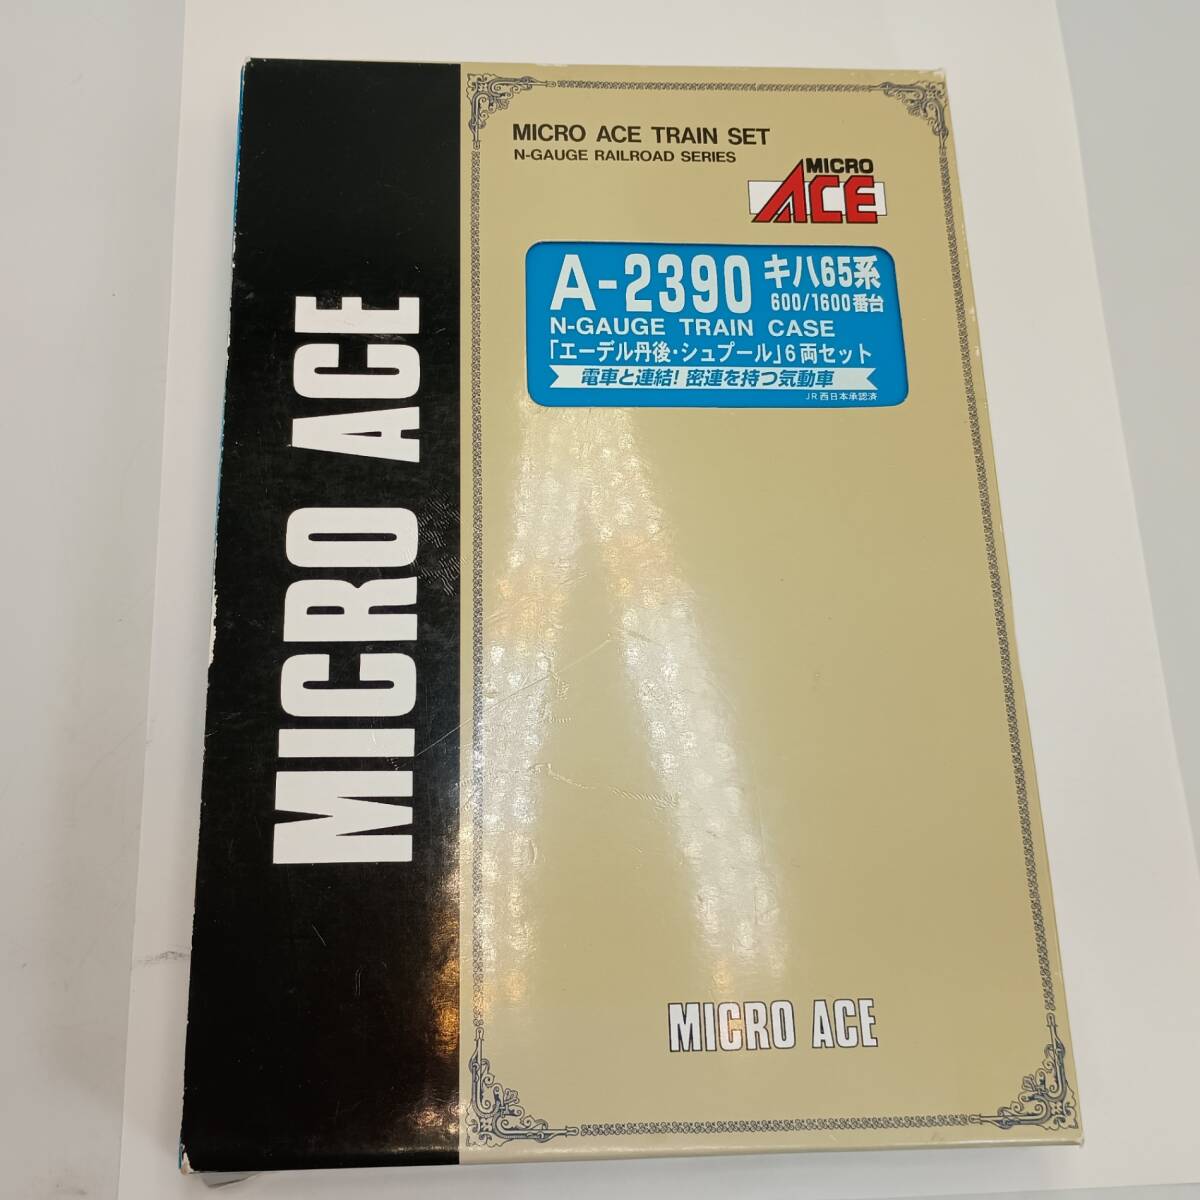 MICRO ACE
MICRO ACE TRAIN SET
N-GAUGE RAILROAD SERIES
MICRO
ACE
A-2390 キハ65系
600/1600番台
N-GAUGE TRAIN CASE
「エーデル丹後・シュプール」6両セット
電車と連結!密連を持つ気動車
JR西日本承認済
MICRO ACE